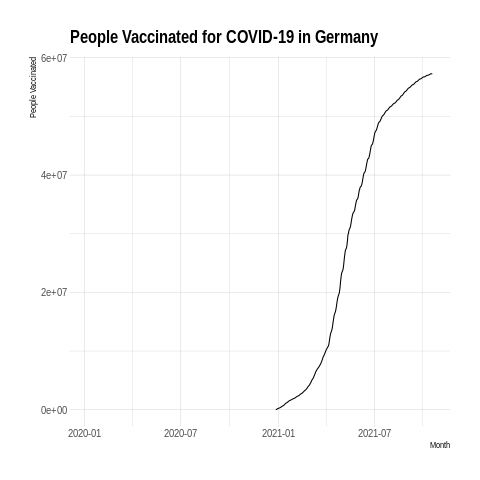 People Vaccinated for COVID-19 in Germany
People Vaccinated
6e+07
4e+07
2e+07
0e+00
2020-01 2020-07 2021-01 2021-07
Month